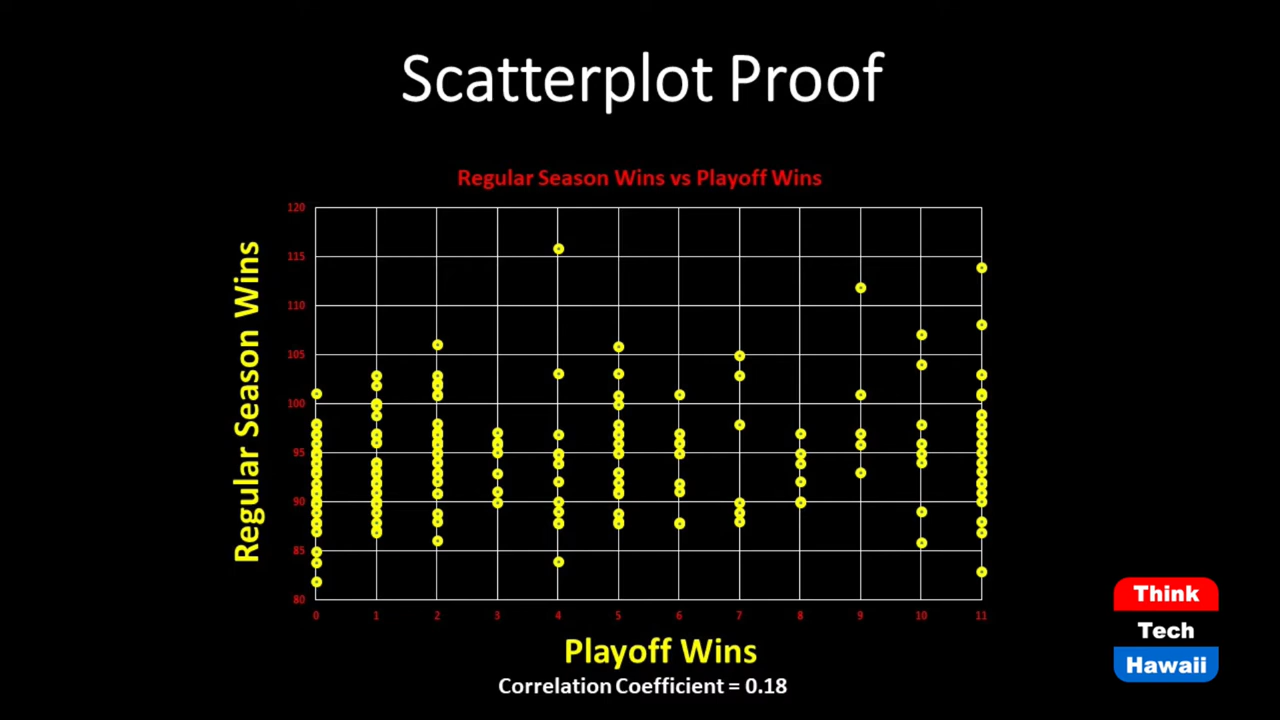 Scatterplot Proof
Regular Season Wins vs Playoff Wins
Regular Season Wins
120
115
110
105
100
95
90
85
80
0 1 2 3 4 5 6 7 8 9 10 11
Playoff Wins
Correlation Coefficient = 0.18
Think
Tech
Hawaii